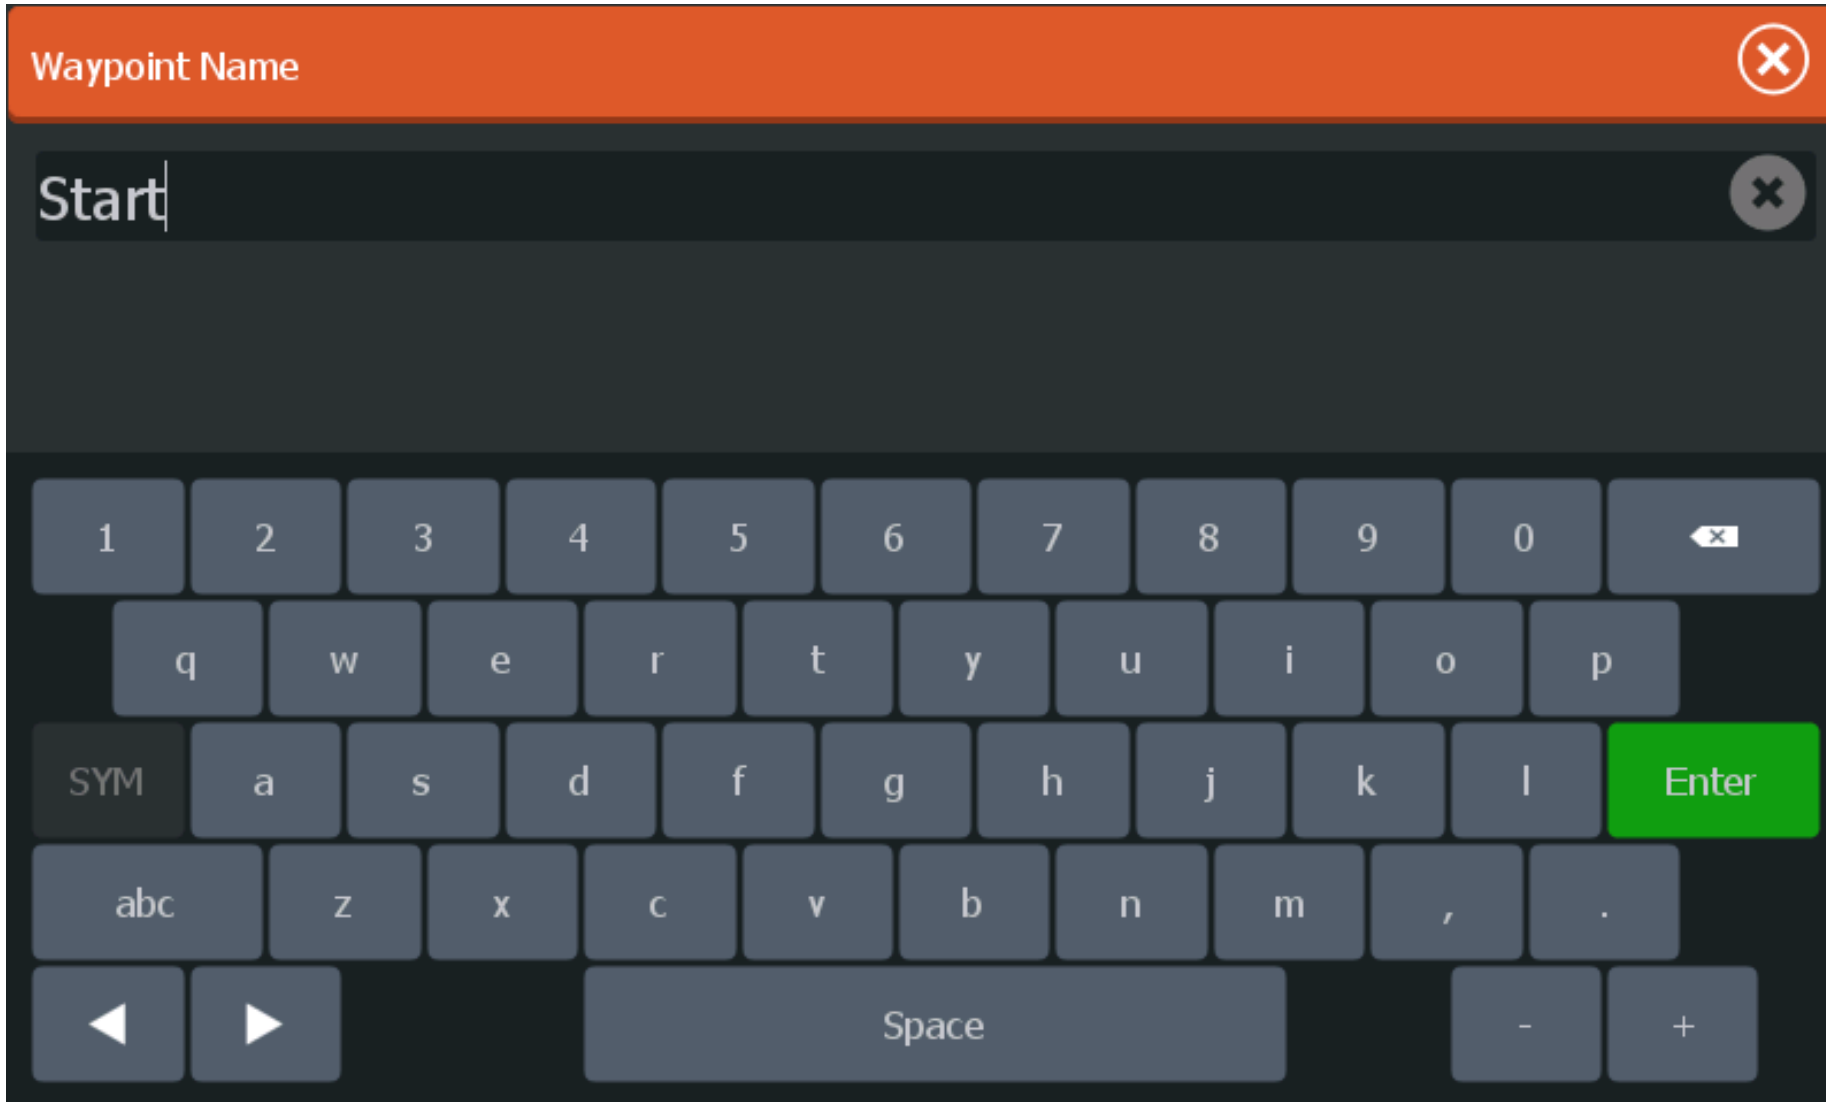 Waypoint Name
Start
1 2 3 4 5 6 7 8 9 0
q w e r t y u i o p
SYM a s d f g h j k l Enter
abc z x c v b n m , .
Space - +